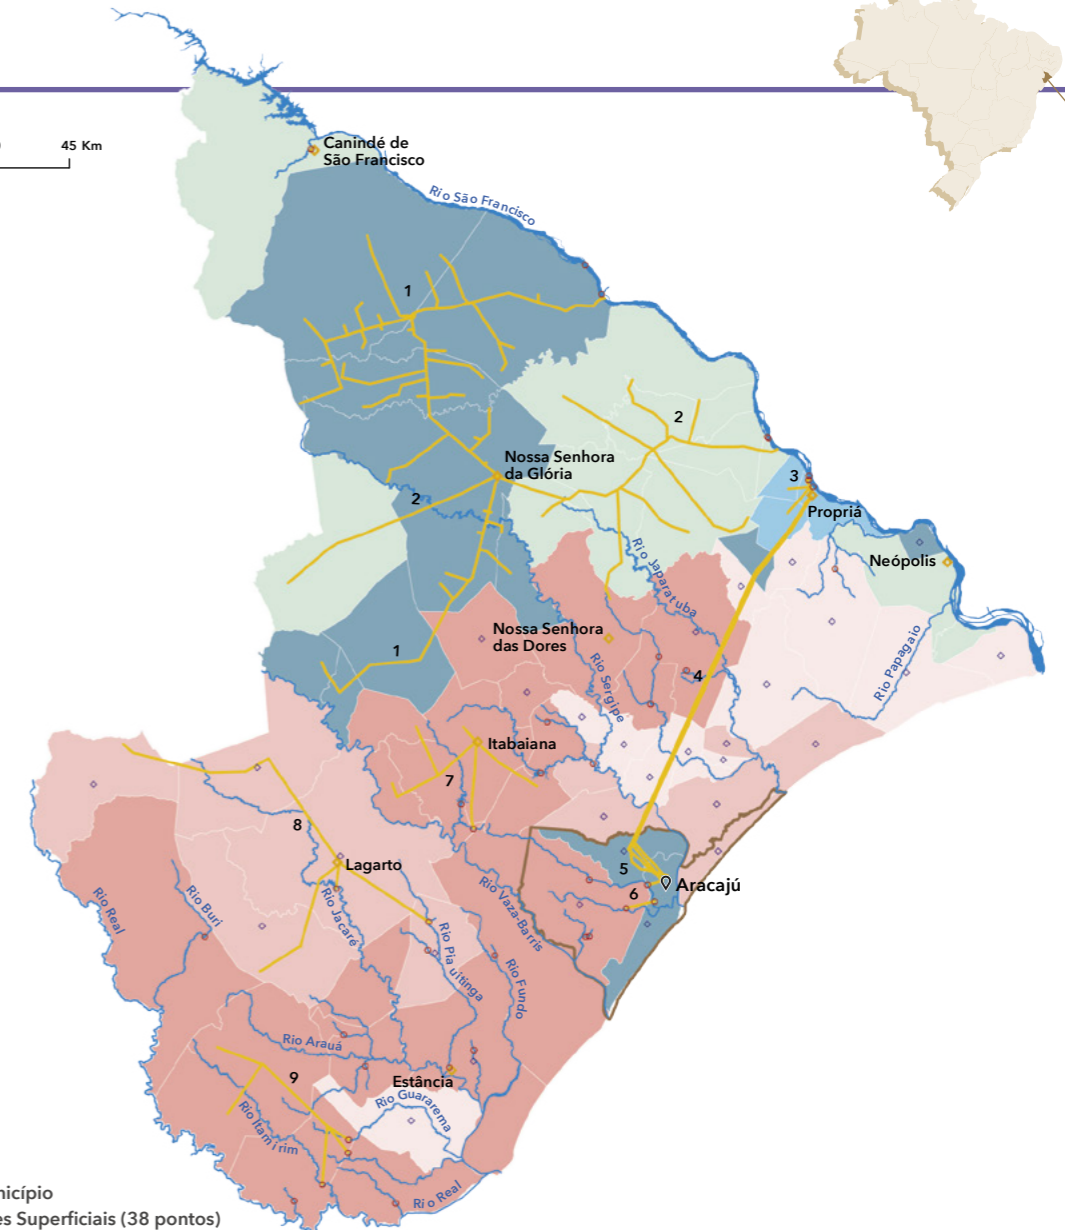 45 Km
Canindé de
São Francisco
Rio São Francisco
1
2
Nossa Senhora
da Glória
3
2
Propriá
Neópolis
Rio Japaratuba
Nossa Senhora
das Dores
1
Rio Sergipe
4
Rio Papagaio
Itabaiana
7
8
Lagarto
5
Aracajú
6
Rio Real
Rio Buri
Rio Jacaré
Rio Vaza-Barris
Rio Piauitinga
Rio Fundo
Rio Arauá
9
Estância
Rio Guararema
Rio Itamirim
Rio Real
nicípio
es Superficiais (38 pontos)